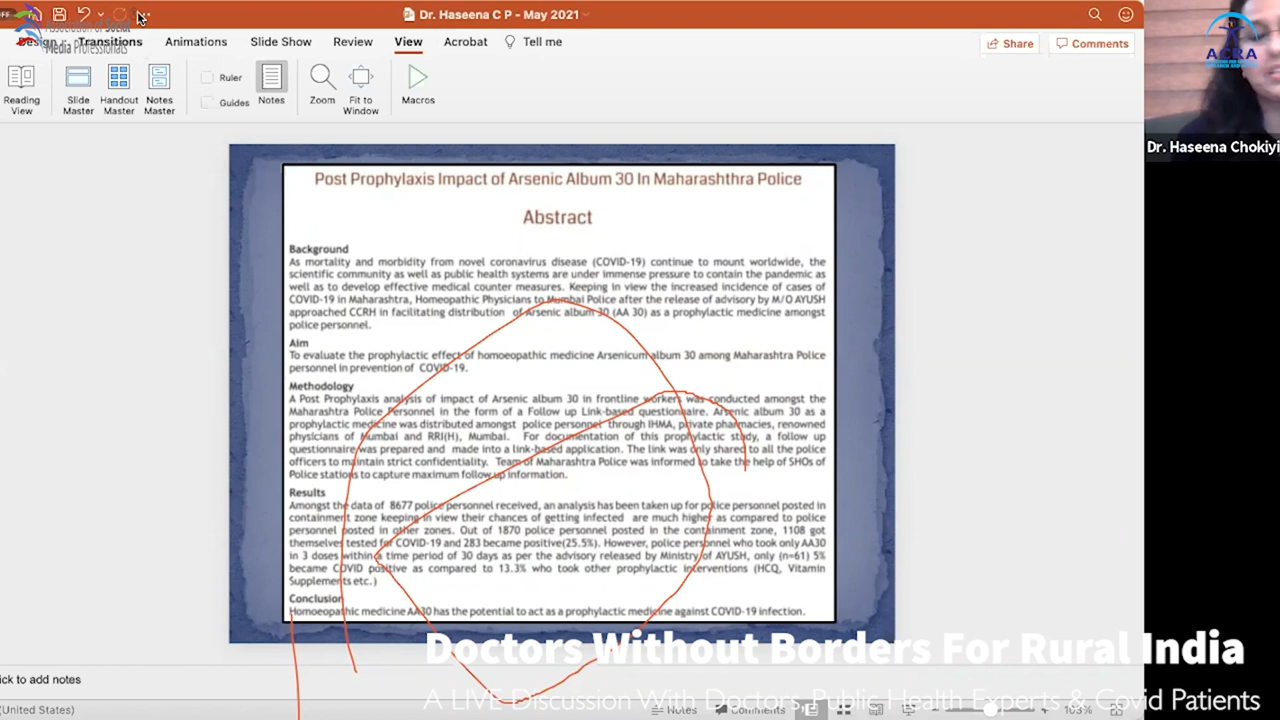 OFF
Dr. Haseena C P - May 2021
Association of Social
Media Professionals
Design Transitions Animations Slide Show Review View Acrobat Tell me
Share Comments
ACRA
Reading View
Slide Master
Handout Master
Notes Master
Ruler
Guides
Notes
Zoom
Fit to Window
Macros
Dr. Haseena Chokiyi
Post Prophylaxis Impact of Arsenic Album 30 In Maharashthra Police
Abstract
Background
As mortality and morbidity from novel coronavirus disease (COVID-19) continue to mount worldwide, the
scientific community as well as public health systems are under immense pressure to contain the pandemic as
well as to develop effective medical counter measures. Keeping in view the increased incidence of cases of
COVID-19 in Maharashtra, Homeopathic Physicians to Mumbai Police after the release of advisory by M/O AYUSH
approached CCRH in facilitating distribution of Arsenic album 30 (AA 30) as a prophylactic medicine amongst
police personnel.
Aim
To evaluate the prophylactic effect of homoeopathic medicine Arsenicum album 30 among Maharashtra Police
personnel in prevention of COVID-19.
Methodology
A Post Prophylaxis analysis of impact of Arsenic album 30 in frontline workers was conducted amongst the
Maharashtra Police Personnel in the form of a Follow up Link-based questionnaire. Arsenic album 30 as a
prophylactic medicine was distributed amongst police personnel through IHMA, private pharmacies, renowned
physicians of Mumbai and RRI(H), Mumbai. For documentation of this prophylactic study, a follow up
questionnaire was prepared and made into a link-based application. The link was only shared to all the police
officers to maintain strict confidentiality. Team of Maharashtra Police was informed to take the help of SHOs of
Police stations to capture maximum follow up information.
Results
Amongst the data of 8677 police personnel received, an analysis has been taken up for police personnel posted in
containment zone keeping in view their chances of getting infected are much higher as compared to police
personnel posted in other zones. Out of 1870 police personnel posted in the containment zone, 1108 got
themselves tested for COVID-19 and 283 became positive(25.5%). However, police personnel who took only AA30
in 3 doses within a time period of 30 days as per the advisory released by Ministry of AYUSH, only (n=61) 5%
became COVID positive as compared to 13.3% who took other prophylactic interventions (HCQ, Vitamin
Supplements etc.)
Conclusion
Homoeopathic medicine AA30 has the potential to act as a prophylactic medicine against COVID-19 infection.
Doctors Without Borders For Rural India
ck to add notes
A LIVE Discussion With Doctors, Public Health Experts & Covid Patients
(United States)
Notes Comments 103%